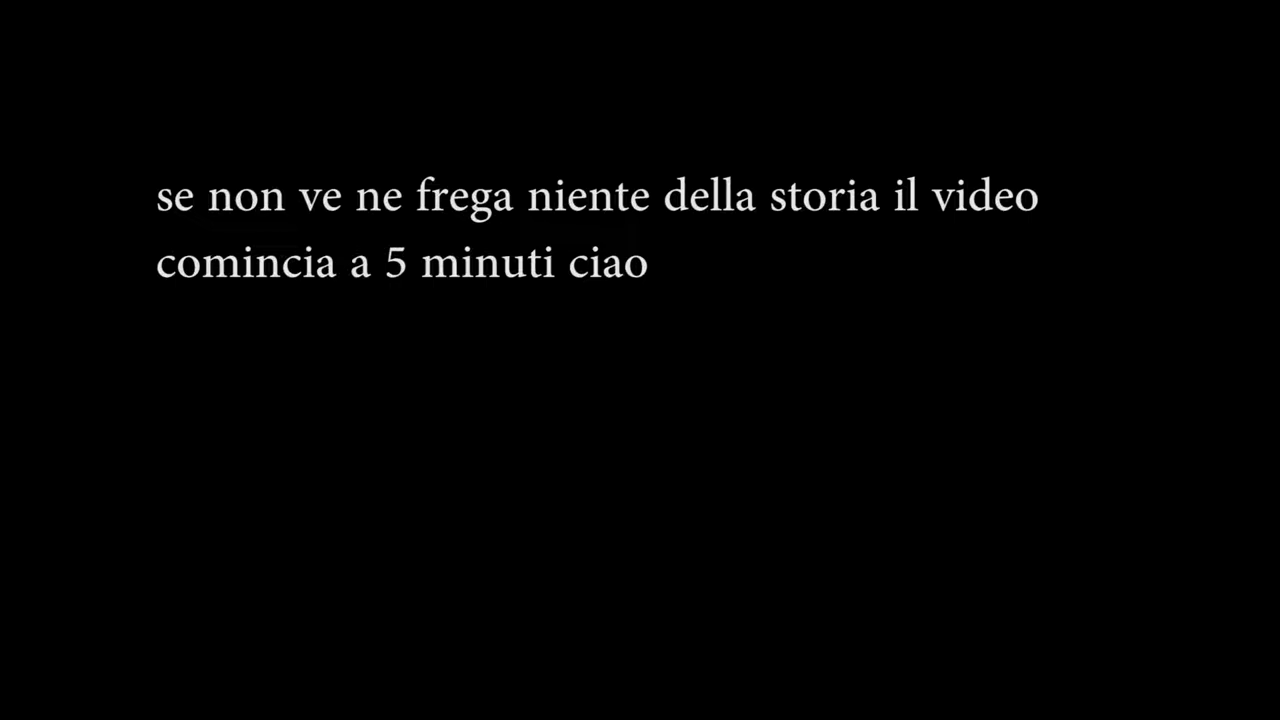 se non ve ne frega niente della storia il video
comincia a 5 minuti ciao